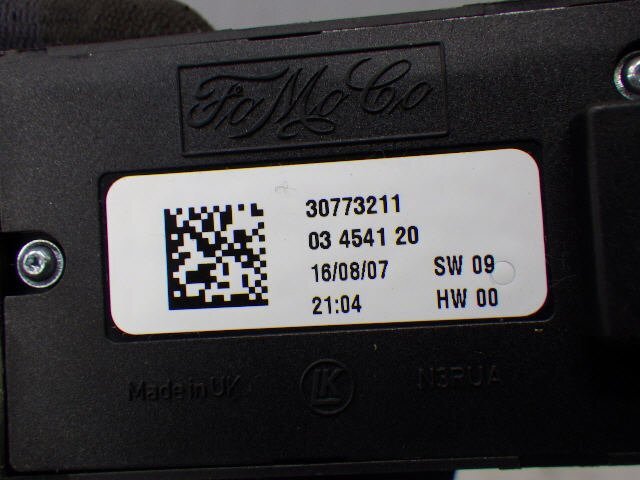 FoMoCo
30773211
03 4541 20
16/08/07 SW 09
21:04 HW 00
Made in UK LK N3RUA